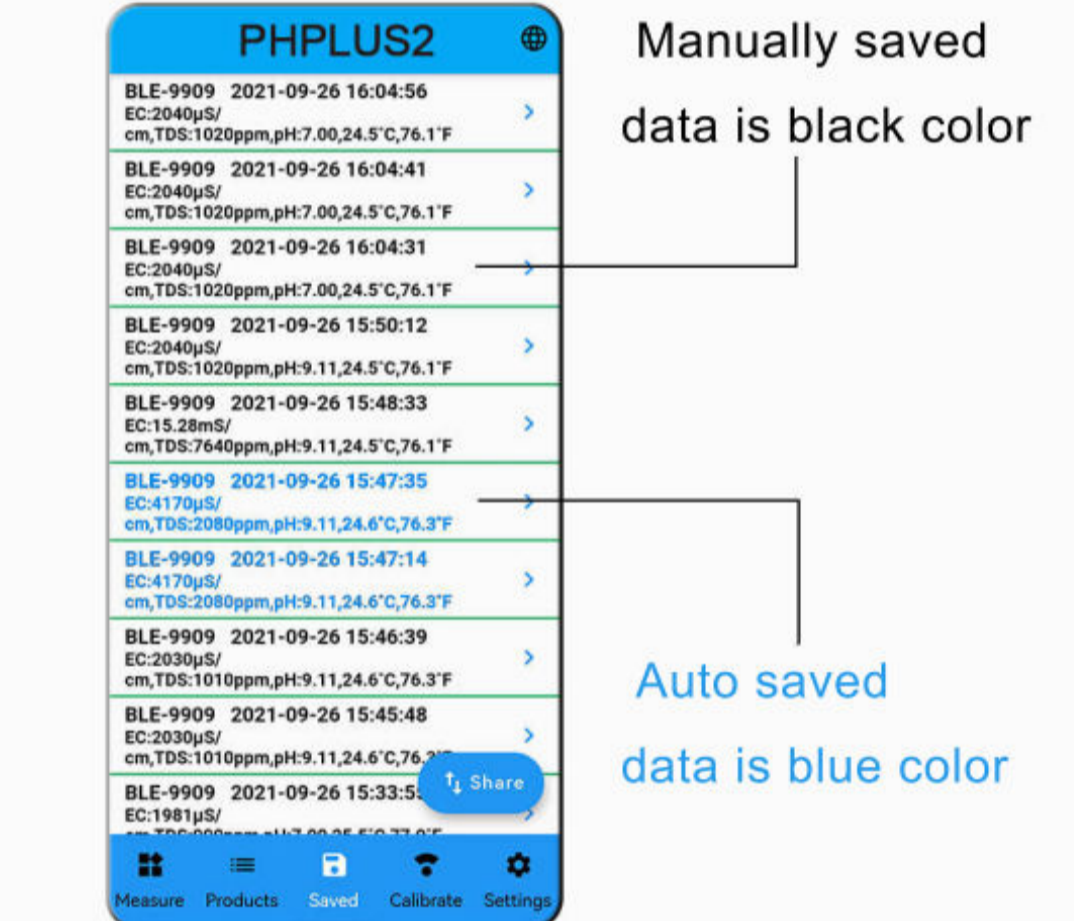 PHPLUS2
Manually saved
data is black color
BLE-9909 2021-09-26 16:04:56
EC:2040µS/
cm,TDS:1020ppm,pH:7.00,24.5°C,76.1°F
BLE-9909 2021-09-26 16:04:41
EC:2040µS/
cm,TDS:1020ppm,pH:7.00,24.5°C,76.1°F
BLE-9909 2021-09-26 16:04:31
EC:2040µS/
cm,TDS:1020ppm,pH:7.00,24.5°C,76.1°F
BLE-9909 2021-09-26 15:50:12
EC:2040µS/
cm,TDS:1020ppm,pH:9.11,24.5°C,76.1°F
BLE-9909 2021-09-26 15:48:33
EC:15.28mS/
cm,TDS:7640ppm,pH:9.11,24.5°C,76.1°F
BLE-9909 2021-09-26 15:47:35
EC:4170µS/
cm,TDS:2080ppm,pH:9.11,24.6°C,76.3°F
BLE-9909 2021-09-26 15:47:14
EC:4170µS/
cm,TDS:2080ppm,pH:9.11,24.6°C,76.3°F
BLE-9909 2021-09-26 15:46:39
EC:2030µS/
cm,TDS:1010ppm,pH:9.11,24.6°C,76.3°F
Auto saved
data is blue color
BLE-9909 2021-09-26 15:45:48
EC:2030µS/
cm,TDS:1010ppm,pH:9.11,24.6°C,76.
Share
BLE-9909 2021-09-26 15:33:5
EC:1981µS/
Measure Products Saved Calibrate Settings